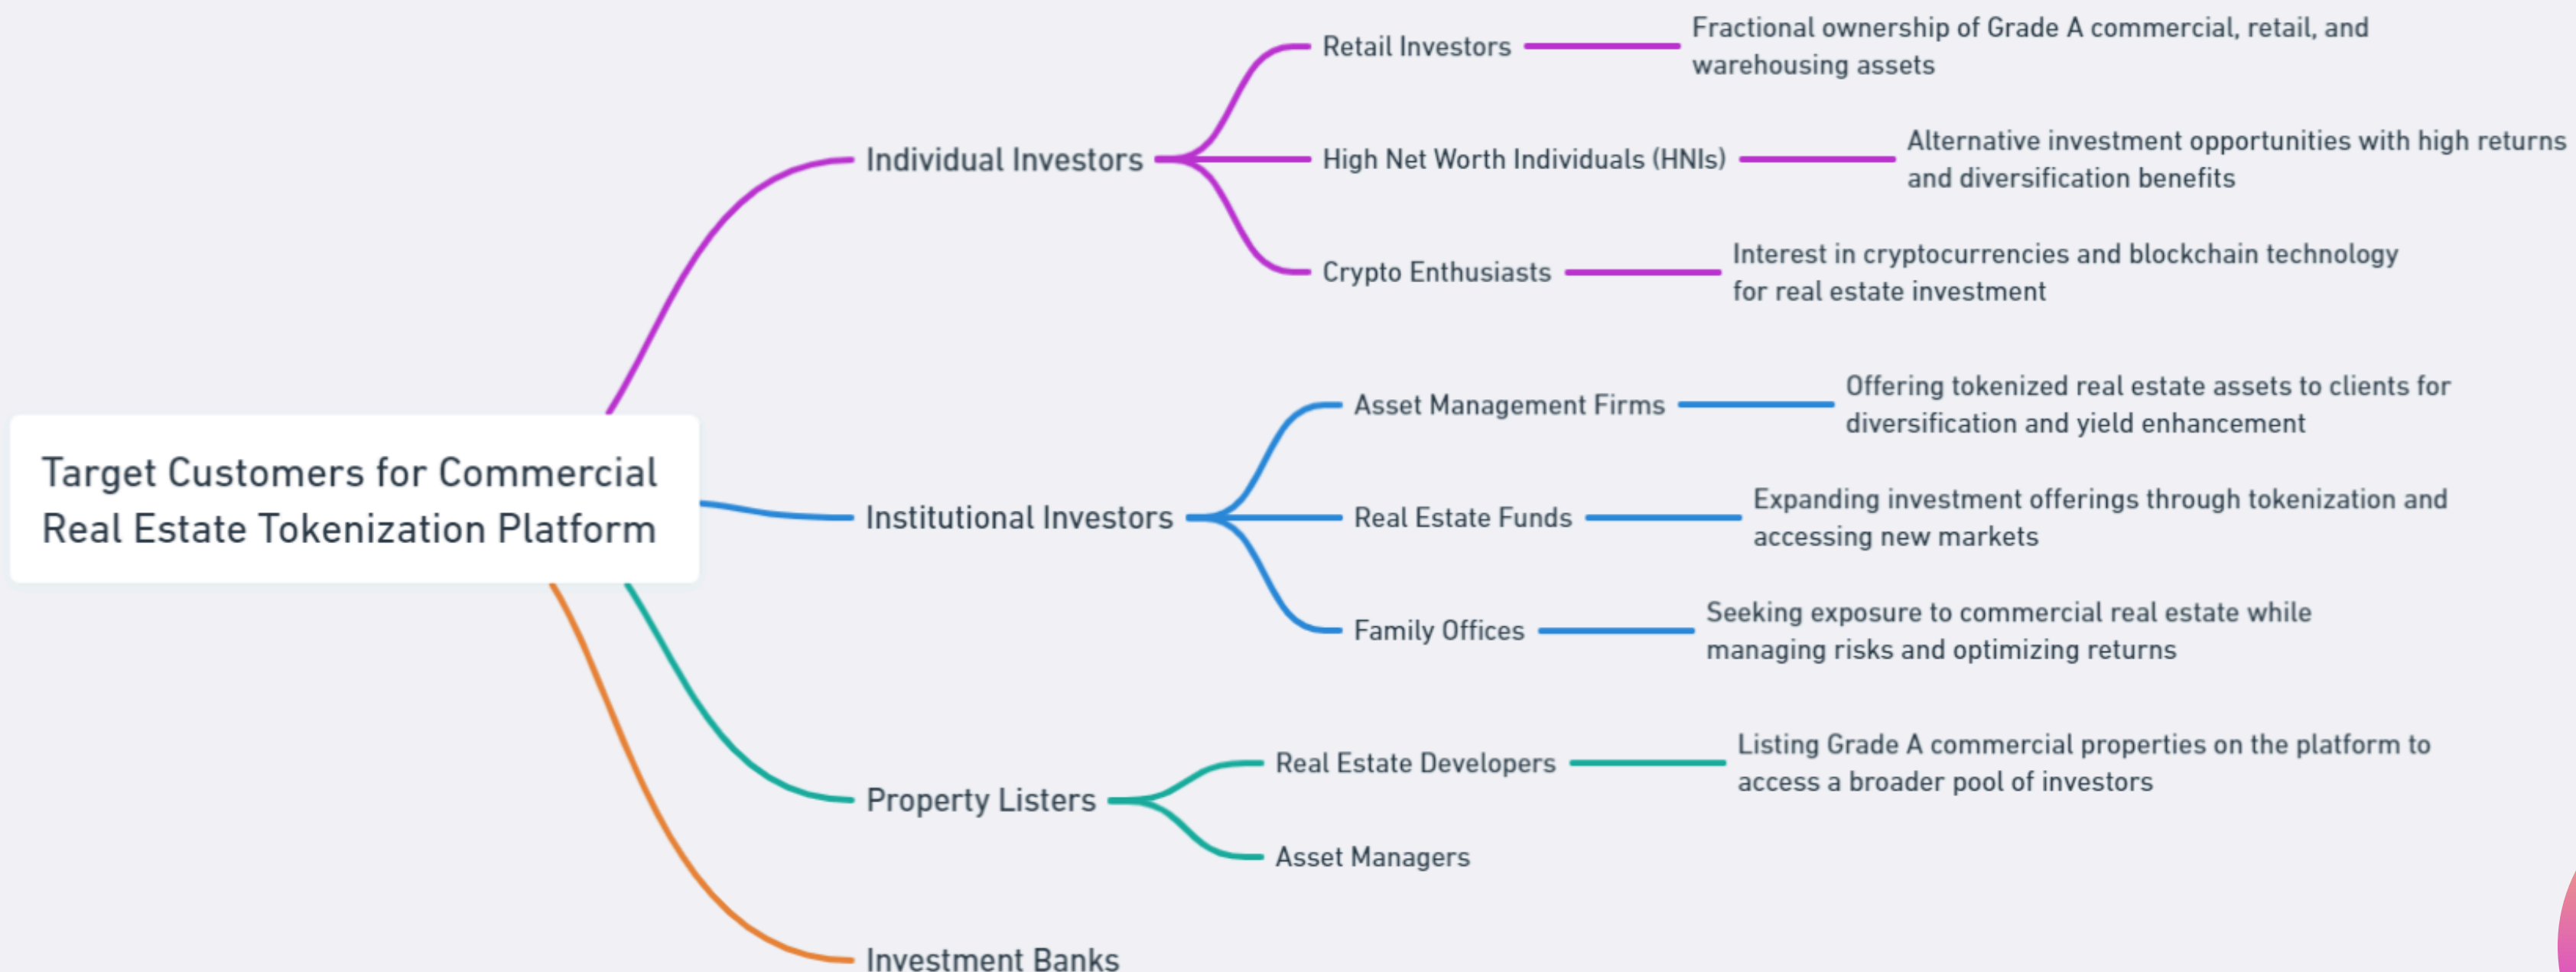 Target Customers for Commercial
Real Estate Tokenization Platform
Individual Investors
Retail Investors
Fractional ownership of Grade A commercial, retail, and
warehousing assets
High Net Worth Individuals (HNIs)
Alternative investment opportunities with high returns
and diversification benefits
Crypto Enthusiasts
Interest in cryptocurrencies and blockchain technology
for real estate investment
Institutional Investors
Asset Management Firms
Offering tokenized real estate assets to clients for
diversification and yield enhancement
Real Estate Funds
Expanding investment offerings through tokenization and
accessing new markets
Family Offices
Seeking exposure to commercial real estate while
managing risks and optimizing returns
Property Listers
Real Estate Developers
Listing Grade A commercial properties on the platform to
access a broader pool of investors
Asset Managers
Investment Banks